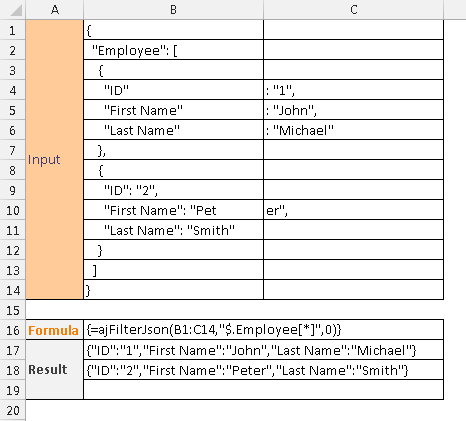 A B C
1 {
2 "Employee": [
3 {
4 "ID" : "1",
5 "First Name" : "John",
6 "Last Name" : "Michael"
7 },
Input
8 {
9 "ID": "2",
10 "First Name": "Pet er",
11 "Last Name": "Smith"
12 }
13 ]
14 }
15
16 Formula {=ajFilterJson(B1:C14,"$.Employee[*]",0)}
17 {"ID":"1","First Name":"John","Last Name":"Michael"}
18 Result {"ID":"2","First Name":"Peter","Last Name":"Smith"}
19
20